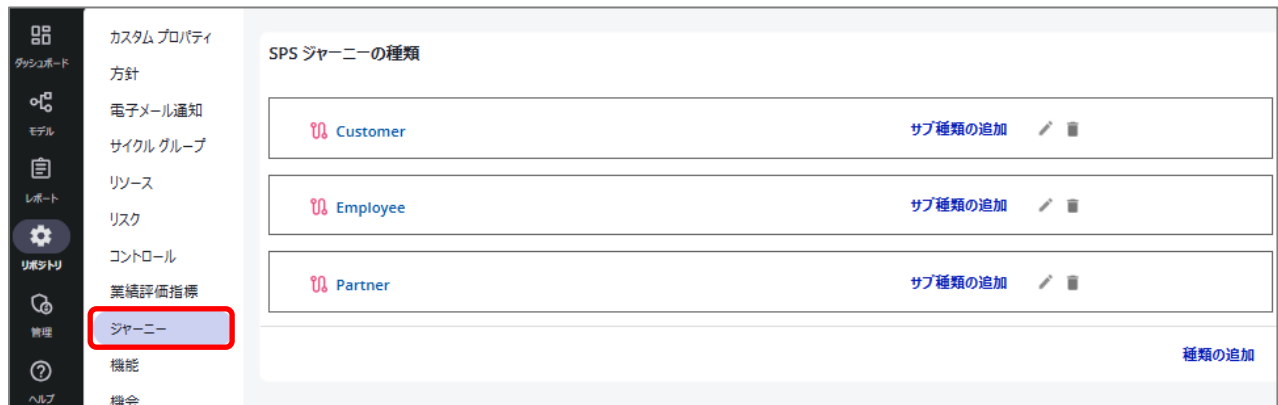 ダッシュボード
モデル
レポート
リポジトリ
管理
ヘルプ
カスタム プロパティ
方針
電子メール通知
サイクル グループ
リソース
リスク
コントロール
業績評価指標
ジャーニー
機能
機会
SPS ジャーニーの種類
Customer サブ種類の追加
Employee サブ種類の追加
Partner サブ種類の追加
種類の追加